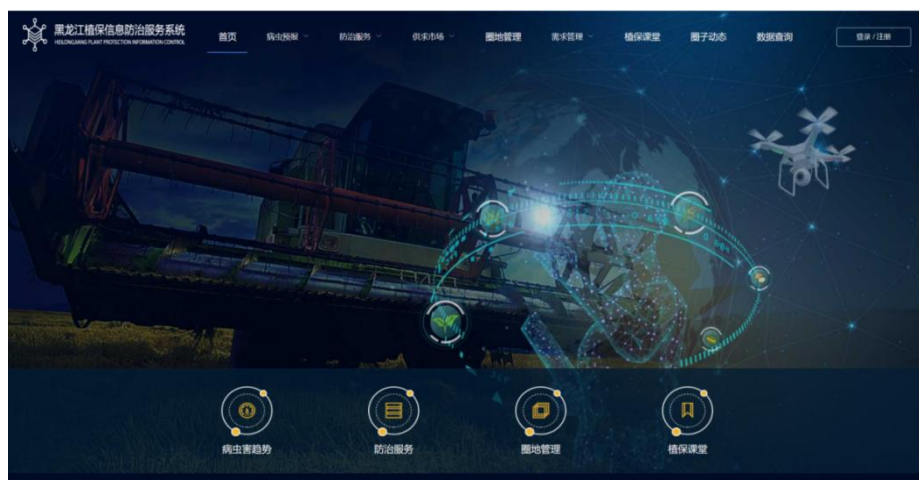 黑龙江植保信息防治服务系统
HEILONGJIANG PLANT PROTECTION INFORMATION CONTROL
首页 病虫预报 防治服务 供求市场 圈地管理 需求管理 植保课堂 圈子动态 数据查询 登录 / 注册
病虫害趋势 防治服务 圈地管理 植保课堂